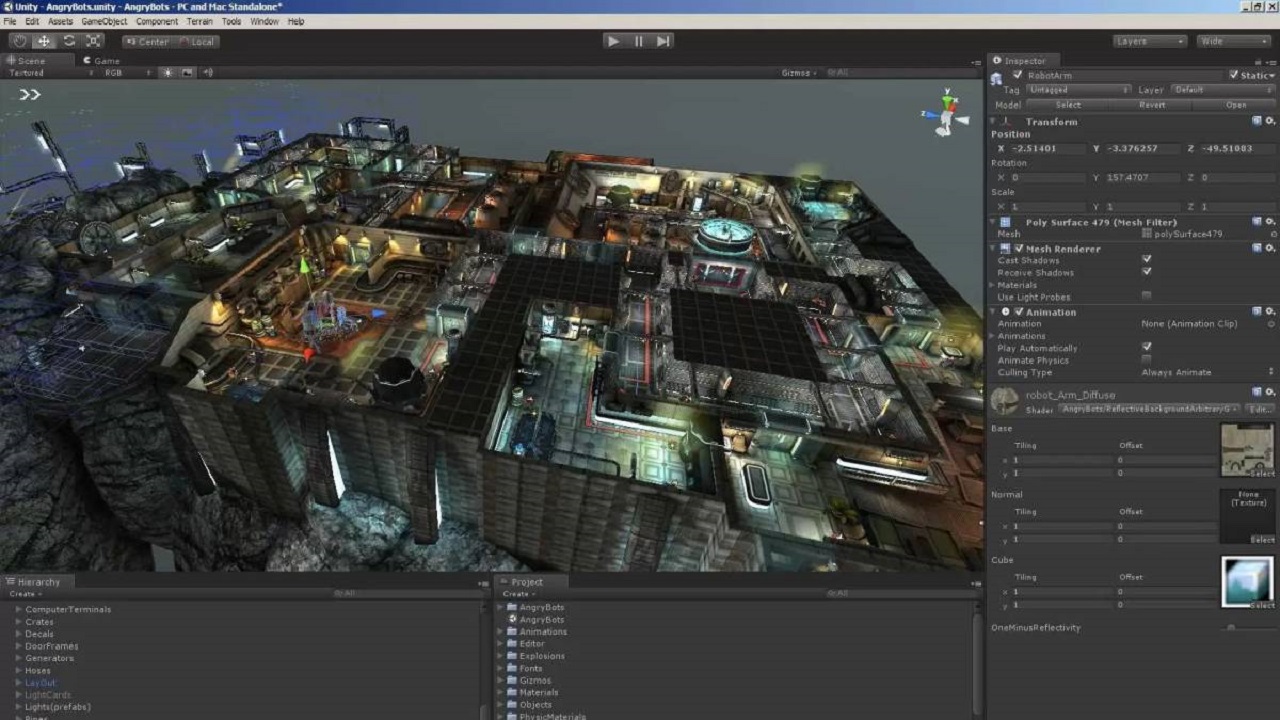 Unity - AngryBots.unity - AngryBots - PC and Mac Standalone*
File Edit Assets GameObject Component Terrain Tools Window Help
Center Local Layers Wide
Scene Game Inspector
Textured RGB Gizmos All
RobotArm Static
Tag Untagged Layer Default
Model Select Revert Open
Transform
Position
X -2.51401 Y -3.376257 Z -49.51083
Rotation
X 0 Y 157.4707 Z 0
Scale
X 1 Y 1 Z 1
Poly Surface 479 (Mesh Filter)
Mesh polySurface479
Mesh Renderer
Cast Shadows
Receive Shadows
Materials
Use Light Probes
Animation
Animation None (Animation Clip)
Animations
Play Automatically
Animate Physics
Culling Type Always Animate
robot_Arm_Diffuse
Shader AngryBots/ReflectiveBackgroundArbitraryG Edit...
Base
Tiling Offset
x 1 0
y 1 0
Select
Normal
None
(Texture)
Tiling Offset
x 1 0
y 1 0
Select
Cube
Tiling Offset
x 1 0
y 1 0
Select
OneMinusReflectivity
Hierarchy
Create All
ComputerTerminals
Crates
Decals
DoorFrames
Generators
Hoses
LayOut
LightCards
Lights(prefabs)
Pipes
Project
Create All
AngryBots
AngryBots
Animations
Editor
Explosions
Fonts
Gizmos
Materials
Objects
PhysicMaterials
y
x
z